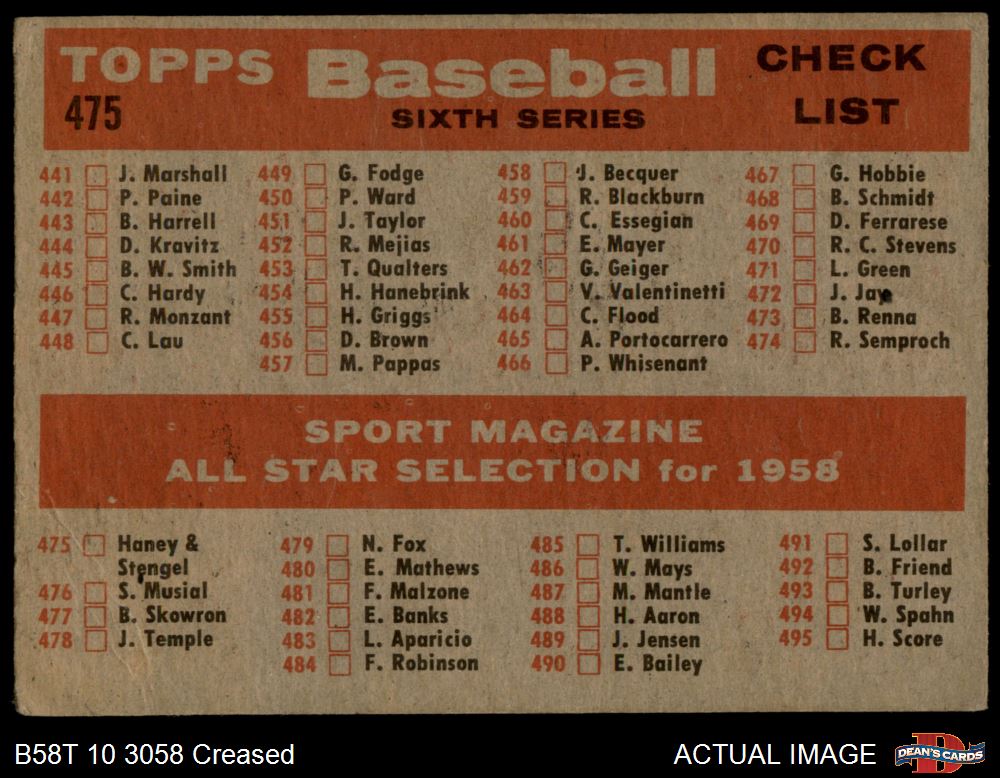 TOPPS Baseball CHECK
475 SIXTH SERIES LIST
441 J. Marshall
442 P. Paine
443 B. Harrell
444 D. Kravitz
445 B. W. Smith
446 C. Hardy
447 R. Monzant
448 C. Lau
449 G. Fodge
450 P. Ward
451 J. Taylor
452 R. Mejias
453 T. Qualters
454 H. Hanebrink
455 H. Griggs
456 D. Brown
457 M. Pappas
458 J. Becquer
459 R. Blackburn
460 C. Essegian
461 E. Mayer
462 G. Geiger
463 V. Valentinetti
464 C. Flood
465 A. Portocarrero
466 P. Whisenant
467 G. Hobbie
468 B. Schmidt
469 D. Ferrarese
470 R. C. Stevens
471 L. Green
472 J. Jay
473 B. Renna
474 R. Semproch
SPORT MAGAZINE
ALL STAR SELECTION for 1958
475 Haney &
Stengel
476 S. Musial
477 B. Skowron
478 J. Temple
479 N. Fox
480 E. Mathews
481 F. Malzone
482 E. Banks
483 L. Aparicio
484 F. Robinson
485 T. Williams
486 W. Mays
487 M. Mantle
488 H. Aaron
489 J. Jensen
490 E. Bailey
491 S. Lollar
492 B. Friend
493 B. Turley
494 W. Spahn
495 H. Score
B58T 10 3058 Creased
ACTUAL IMAGE
DEAN'S CARDS